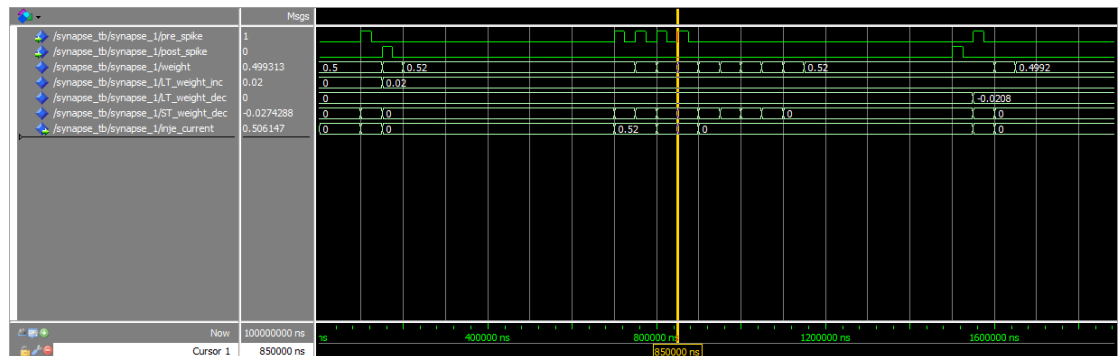 Msgs
/synapse_tb/synapse_1/pre_spike 1
/synapse_tb/synapse_1/post_spike 0
/synapse_tb/synapse_1/weight 0.499313 0.5 0.52 0.52 0.4992
/synapse_tb/synapse_1/LT_weight_inc 0.02 0 0.02
/synapse_tb/synapse_1/LT_weight_dec 0 0 -0.0208
/synapse_tb/synapse_1/ST_weight_dec -0.0274288 0 0 0 0
/synapse_tb/synapse_1/inje_current 0.506147 0 0 0.52 0 0
Now 100000000 ns ns 400000 ns 800000 ns 1200000 ns 1600000 ns
Cursor 1 850000 ns 850000 ns